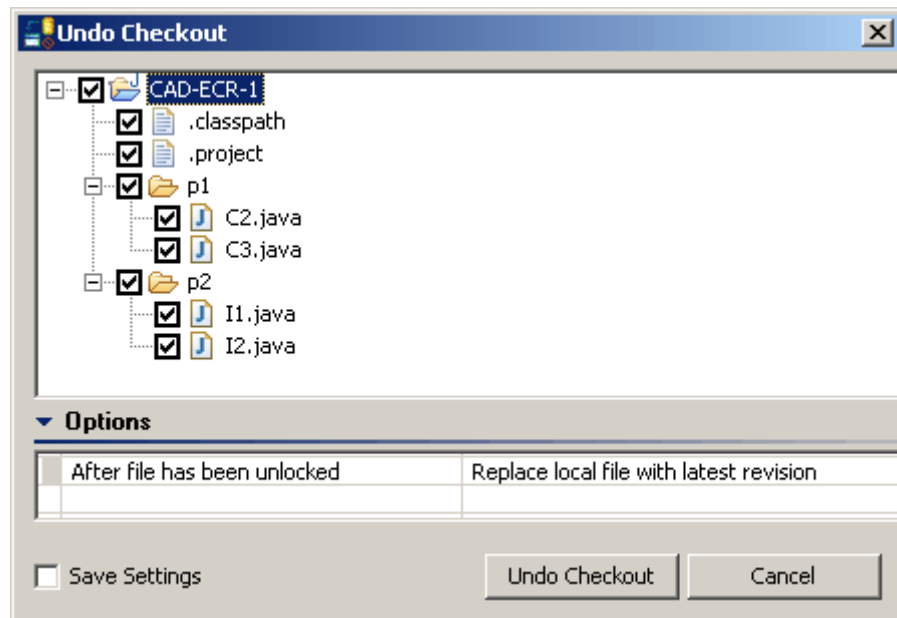 Undo Checkout
CAD-ECR-1
.classpath
.project
p1
C2.java
C3.java
p2
I1.java
I2.java
Options
After file has been unlocked Replace local file with latest revision
Save Settings Undo Checkout Cancel